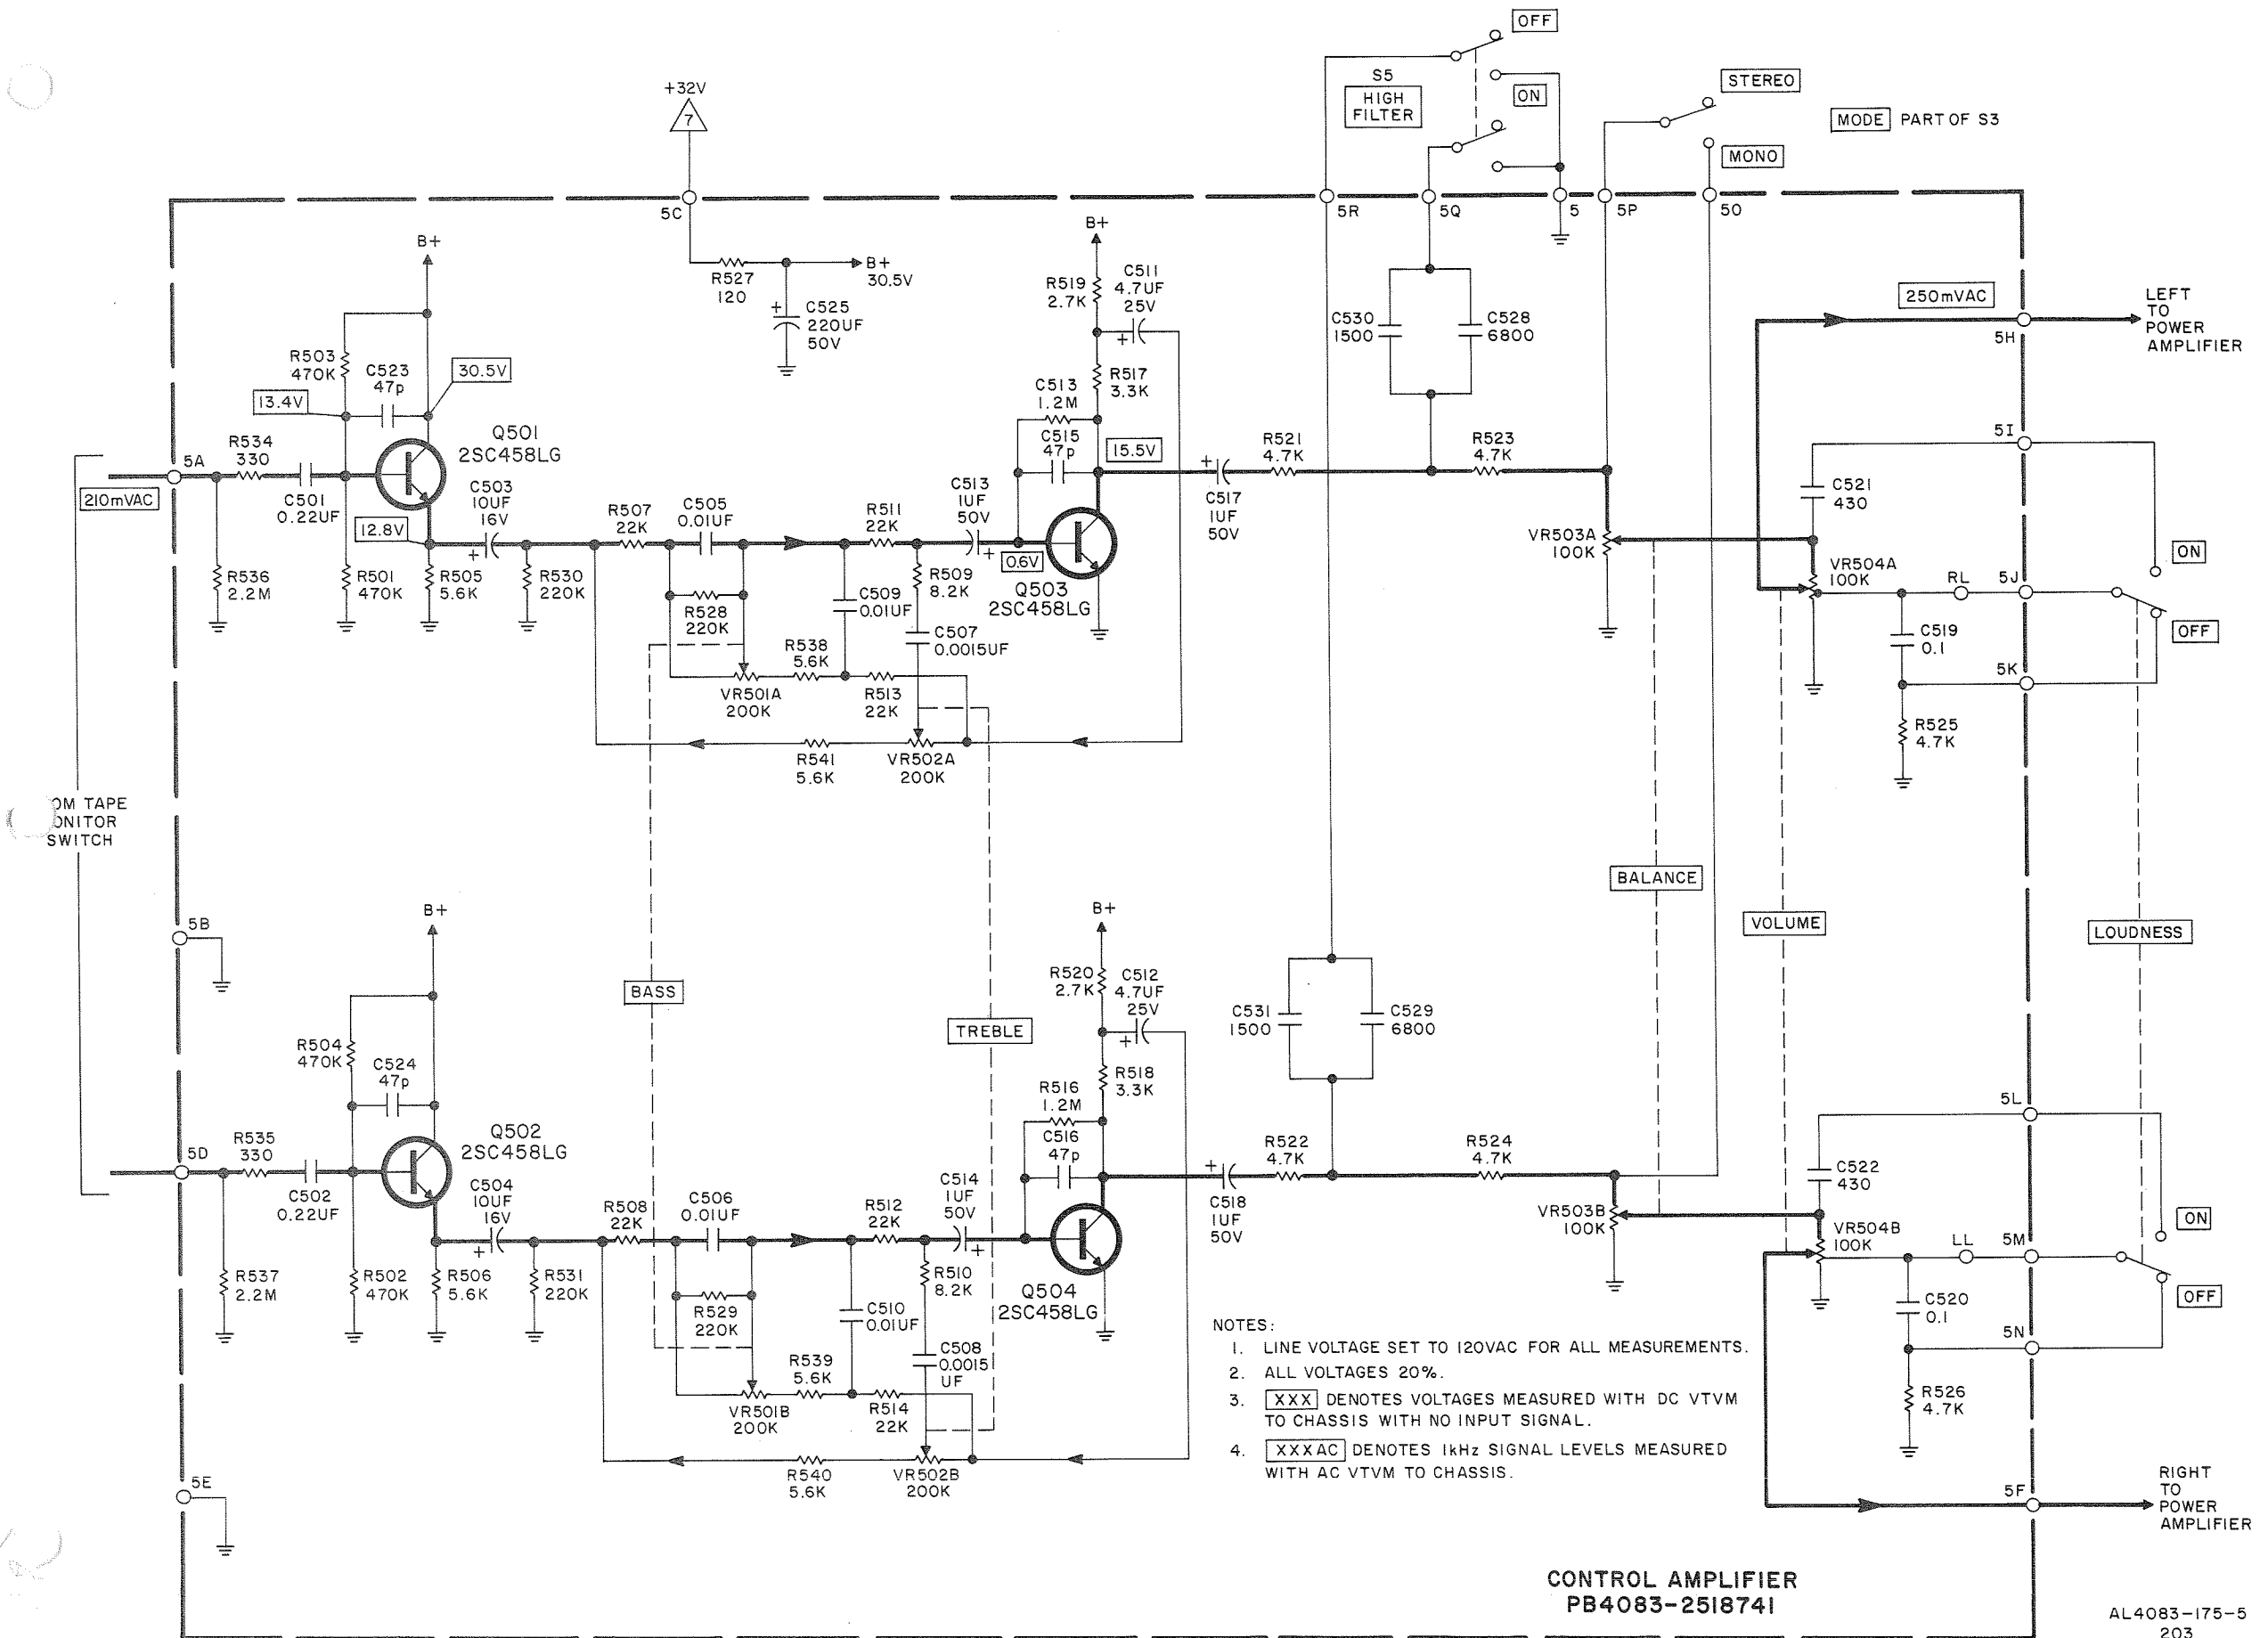 OFF
S5
HIGH
FILTER
ON
STEREO
MODE PART OF S3
MONO
+32V
7
5C
5R
5Q
5
5P
5O
B+
R527
120
B+
30.5V
C525
220UF
50V
B+
R519
2.7K
C511
4.7UF
25V
R503
470K
C523
47p
30.5V
13.4V
C530
1500
C528
6800
250mVAC
LEFT
TO
POWER
AMPLIFIER
5H
R517
3.3K
C513
1.2M
C515
47p
15.5V
5A
R534
330
Q501
2SC458LG
210mVAC
C501
0.22UF
12.8V
C503
10UF
16V
R507
22K
C505
0.01UF
R511
22K
C513
1UF
50V
R521
4.7K
R523
4.7K
C517
1UF
50V
5I
C521
430
VR503A
100K
ON
VR504A
100K
RL
5J
OFF
R536
2.2M
R501
470K
R505
5.6K
R530
220K
R528
220K
C509
0.01UF
R509
8.2K
0.6V
Q503
2SC458LG
C507
0.0015UF
R538
5.6K
VR501A
200K
R513
22K
C519
0.1
5K
R525
4.7K
R541
5.6K
VR502A
200K
TAPE
SWITCH
BALANCE
VOLUME
LOUDNESS
5B
B+
B+
BASS
TREBLE
R520
2.7K
C512
4.7UF
25V
C531
1500
C529
6800
R504
470K
C524
47p
R518
3.3K
R516
1.2M
C516
47p
5L
5D
R535
330
Q502
2SC458LG
C502
0.22UF
C504
10UF
16V
R508
22K
C506
0.01UF
R512
22K
C514
1UF
50V
R522
4.7K
R524
4.7K
C518
1UF
50V
C522
430
VR503B
100K
ON
VR504B
100K
LL
5M
OFF
R537
2.2M
R502
470K
R506
5.6K
R531
220K
R529
220K
C510
0.01UF
R510
8.2K
Q504
2SC458LG
C508
0.0015
UF
R539
5.6K
VR501B
200K
R514
22K
C520
0.1
5N
R526
4.7K
R540
5.6K
VR502B
200K
NOTES:
1. LINE VOLTAGE SET TO 120VAC FOR ALL MEASUREMENTS.
2. ALL VOLTAGES 20%.
3. XXX DENOTES VOLTAGES MEASURED WITH DC VTVM
TO CHASSIS WITH NO INPUT SIGNAL.
4. XXXAC DENOTES 1kHz SIGNAL LEVELS MEASURED
WITH AC VTVM TO CHASSIS.
5E
5F
RIGHT
TO
POWER
AMPLIFIER
CONTROL AMPLIFIER
PB4083-2518741
AL4083-175-5
203